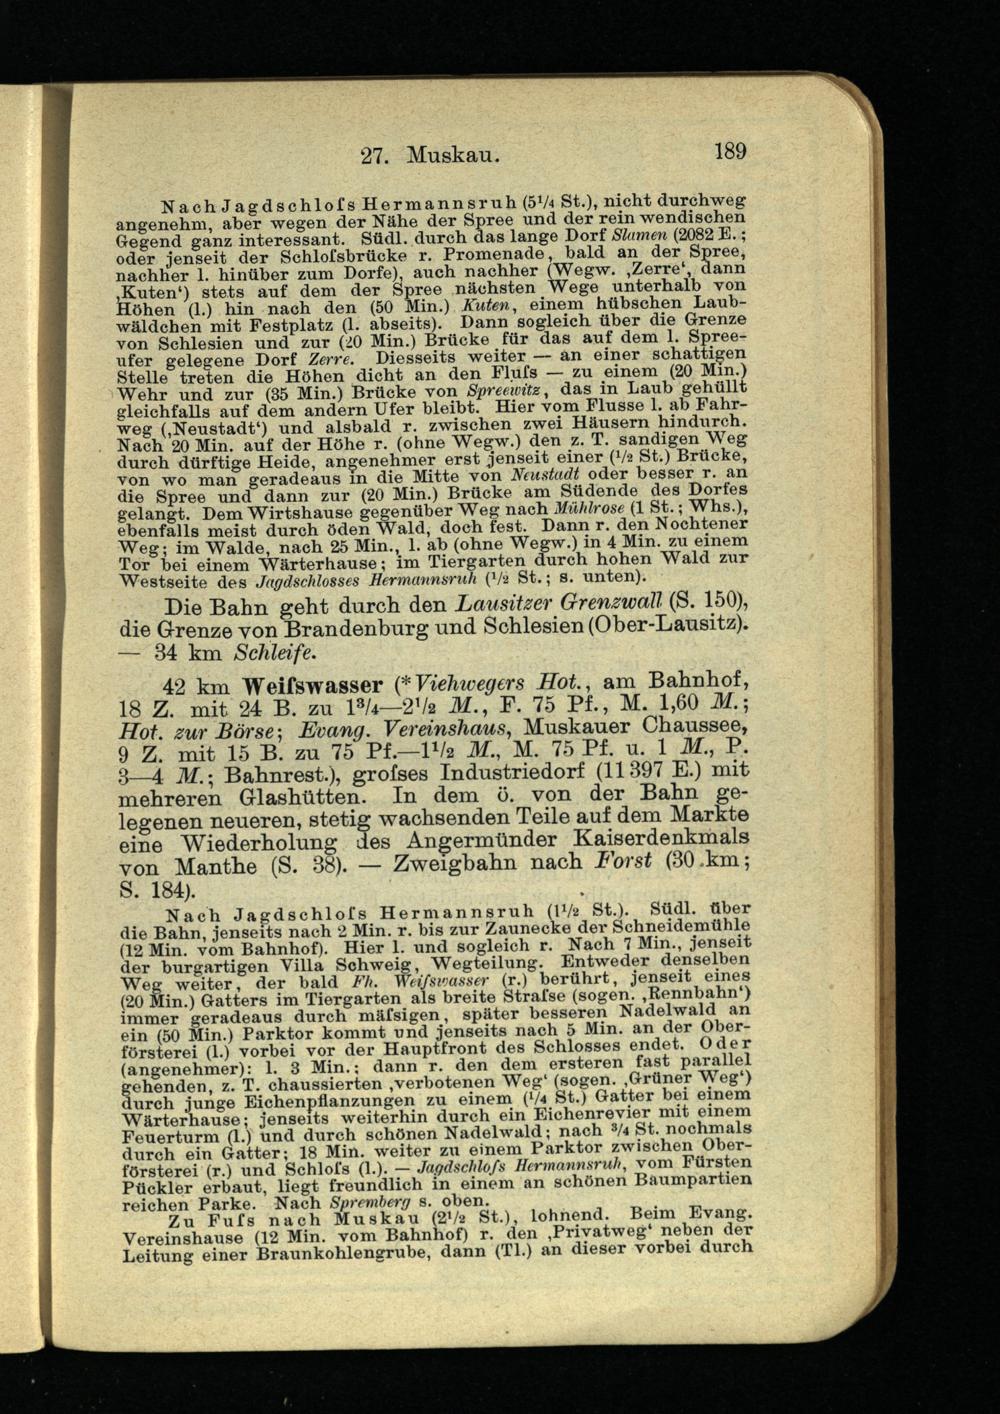 27. Muskau.
189
Nach Jagdschloſs Hermannsruh (5¼ St.), nicht durchweg
angenehm, aber wegen der Nähe der Spree und der rein wendischen
Gegend ganz interessant. Südl. durch das lange Dorf Slamen (2082 E.;
oder jenseit der Schloſsbrücke r. Promenade, bald an der Spree,
nachher l. hinüber zum Dorfe), auch nachher (Wegw. ‚Zerre‘, dann
‚Kuten‘) stets auf dem der Spree nächsten Wege unterhalb von
Höhen (l.) hin nach den (50 Min.) Kuten, einem hübschen Laub-
wäldchen mit Festplatz (l. abseits). Dann sogleich über die Grenze
von Schlesien und zur (20 Min.) Brücke für das auf dem l. Spree-
ufer gelegene Dorf Zerre. Diesseits weiter — an einer schattigen
Stelle treten die Höhen dicht an den Fluſs — zu einem (20 Min.)
Wehr und zur (35 Min.) Brücke von Spreewitz, das in Laub gehüllt
gleichfalls auf dem andern Ufer bleibt. Hier vom Flusse l. ab Fahr-
weg (‚Neustadt‘) und alsbald r. zwischen zwei Häusern hindurch.
Nach 20 Min. auf der Höhe r. (ohne Wegw.) den z. T. sandigen Weg
durch dürftige Heide, angenehmer erst jenseit einer (½ St.) Brücke,
von wo man geradeaus in die Mitte von Neustadt oder besser r. an
die Spree und dann zur (20 Min.) Brücke am Südende des Dorfes
gelangt. Dem Wirtshause gegenüber Weg nach Mühlrose (1 St.; Whs.),
ebenfalls meist durch öden Wald, doch fest. Dann r. den Nochtener
Weg; im Walde, nach 25 Min., l. ab (ohne Wegw.) in 4 Min. zu einem
Tor bei einem Wärterhause; im Tiergarten durch hohen Wald zur
Westseite des Jagdschlosses Hermannsruh (½ St.; s. unten).
Die Bahn geht durch den Lausitzer Grenzwall (S. 150),
die Grenze von Brandenburg und Schlesien (Ober-Lausitz).
— 34 km Schleife.
42 km Weiſswasser (*Viehwegers Hot., am Bahnhof,
18 Z. mit 24 B. zu 1¾—2½ M., F. 75 Pf., M. 1,60 M.;
Hot. zur Börse; Evang. Vereinshaus, Muskauer Chaussee,
9 Z. mit 15 B. zu 75 Pf.—1½ M., M. 75 Pf. u. 1 M., P.
3—4 M.; Bahnrest.), groſses Industriedorf (11397 E.) mit
mehreren Glashütten. In dem ö. von der Bahn ge-
legenen neueren, stetig wachsenden Teile auf dem Markte
eine Wiederholung des Angermünder Kaiserdenkmals
von Manthe (S. 38). — Zweigbahn nach Forst (30 km;
S. 184).
Nach Jagdschloſs Hermannsruh (1½ St.). Südl. über
die Bahn, jenseits nach 2 Min. r. bis zur Zaunecke der Schneidemühle
(12 Min. vom Bahnhof). Hier l. und sogleich r. Nach 7 Min., jenseit
der burgartigen Villa Schweig, Wegteilung. Entweder denselben
Weg weiter, der bald Fh. Weiſswasser (r.) berührt, jenseit eines
(20 Min.) Gatters im Tiergarten als breite Straſse (sogen. ‚Rennbahn‘)
immer geradeaus durch mäſsigen, später besseren Nadelwald an
ein (50 Min.) Parktor kommt und jenseits nach 5 Min. an der Ober-
försterei (l.) vorbei vor der Hauptfront des Schlosses endet. Oder
(angenehmer): l. 3 Min.; dann r. den dem ersteren fast parallel
gehenden, z. T. chaussierten ‚verbotenen Weg‘ (sogen. ‚Grüner Weg‘)
durch junge Eichenpflanzungen zu einem (¼ St.) Gatter bei einem
Wärterhause; jenseits weiterhin durch ein Eichenrevier mit einem
Feuerturm (l.) und durch schönen Nadelwald; nach ¾ St. nochmals
durch ein Gatter; 18 Min. weiter zu einem Parktor zwischen Ober-
försterei (r.) und Schloſs (l.). — Jagdschloſs Hermannsruh, vom Fürsten
Pückler erbaut, liegt freundlich in einem an schönen Baumpartien
reichen Parke. Nach Spremberg s. oben.
Zu Fuſs nach Muskau (2½ St.), lohnend. Beim Evang.
Vereinshause (12 Min. vom Bahnhof) r. den ‚Privatweg‘ neben der
Leitung einer Braunkohlengrube, dann (Tl.) an dieser vorbei durch